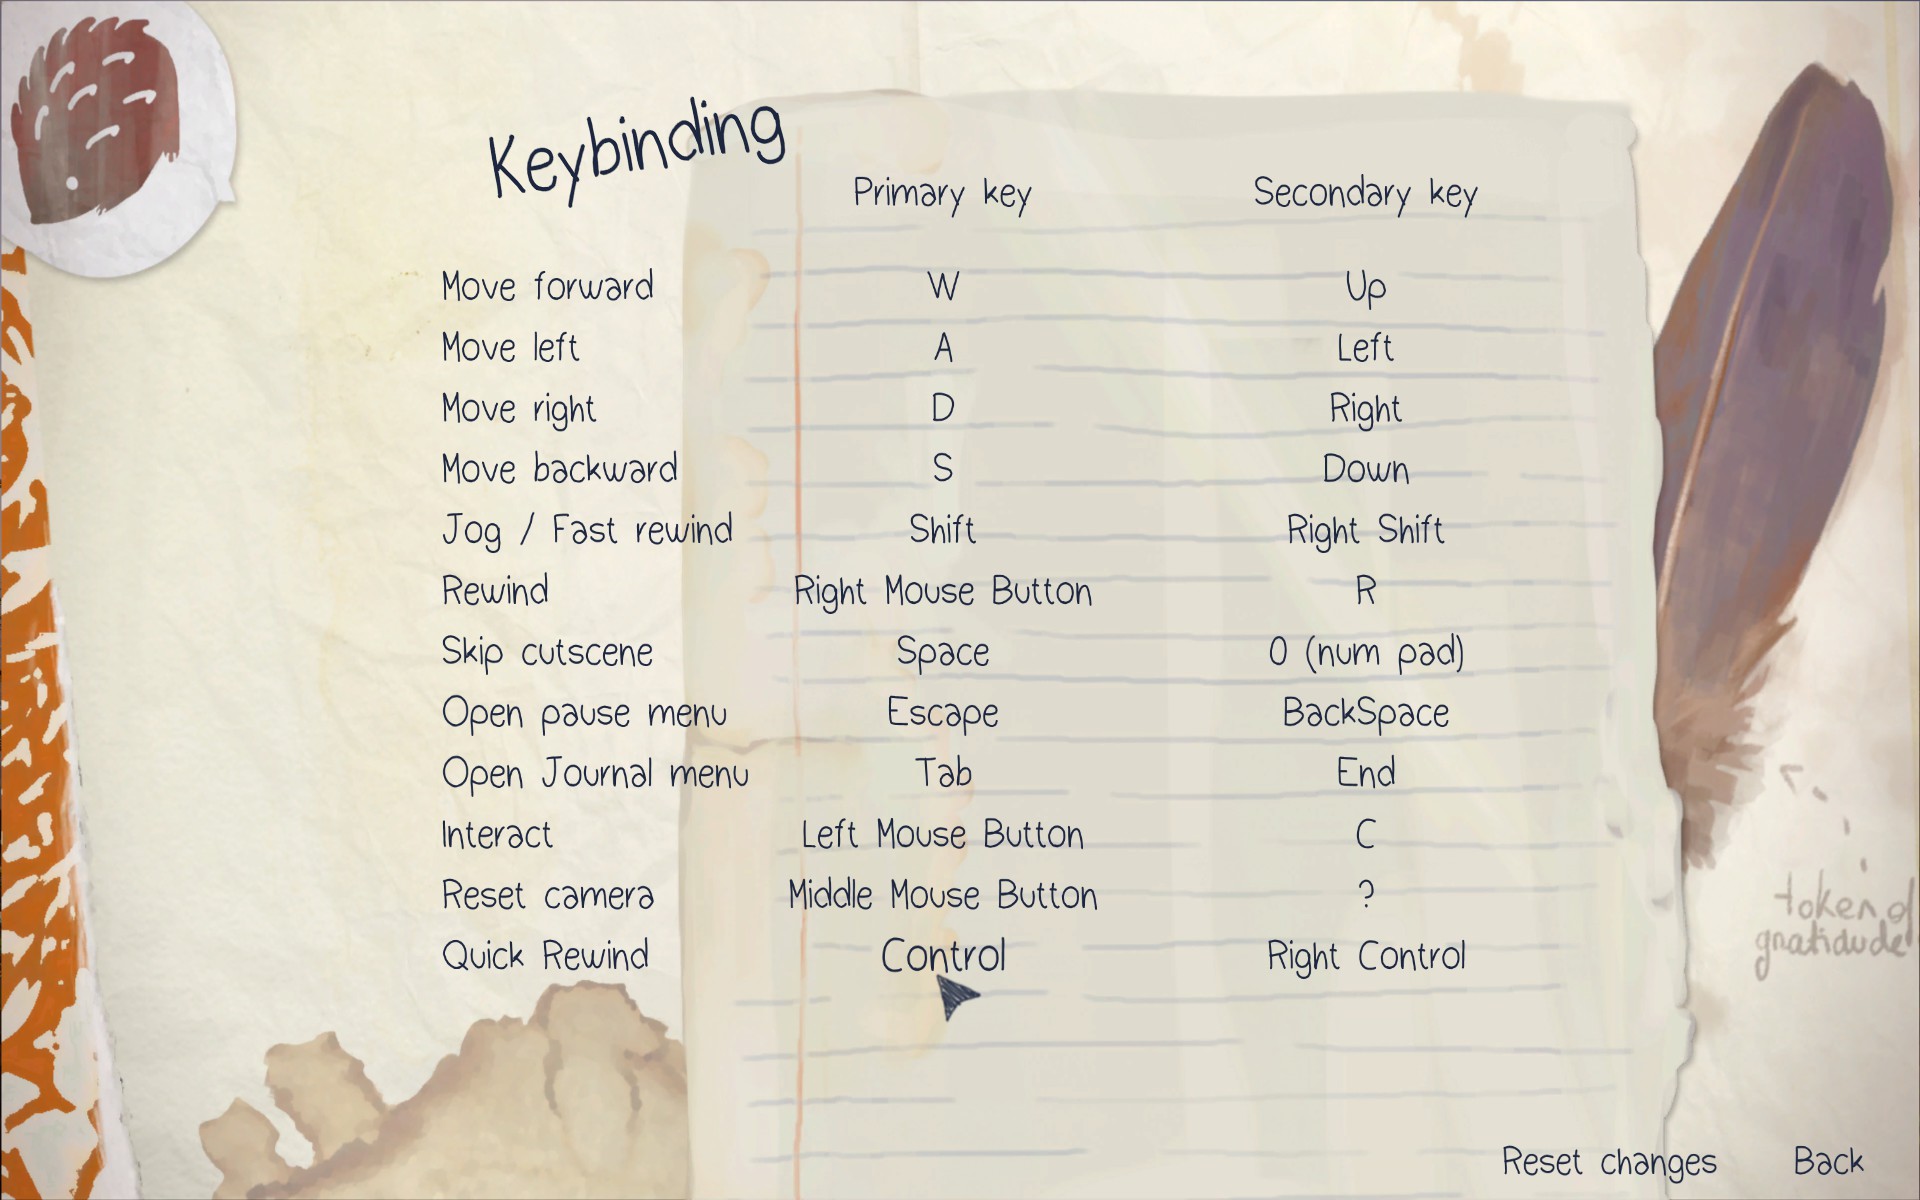 Keybinding
Primary key Secondary key
Move forward W Up
Move left A Left
Move right D Right
Move backward S Down
Jog / Fast rewind Shift Right Shift
Rewind Right Mouse Button R
Skip cutscene Space 0 (num pad)
Open pause menu Escape BackSpace
Open Journal menu Tab End
Interact Left Mouse Button C
Reset camera Middle Mouse Button ?
token of
Quick Rewind Control Right Control
gratidude
Reset changes Back